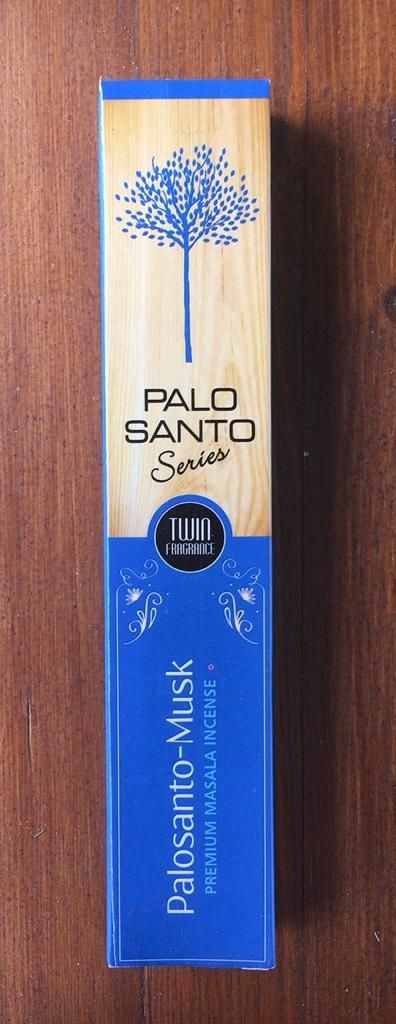 PALO
SANTO
Series
TWIN
FRAGRANCE
Palosanto-Musk
PREMIUM MASALA INCENSE